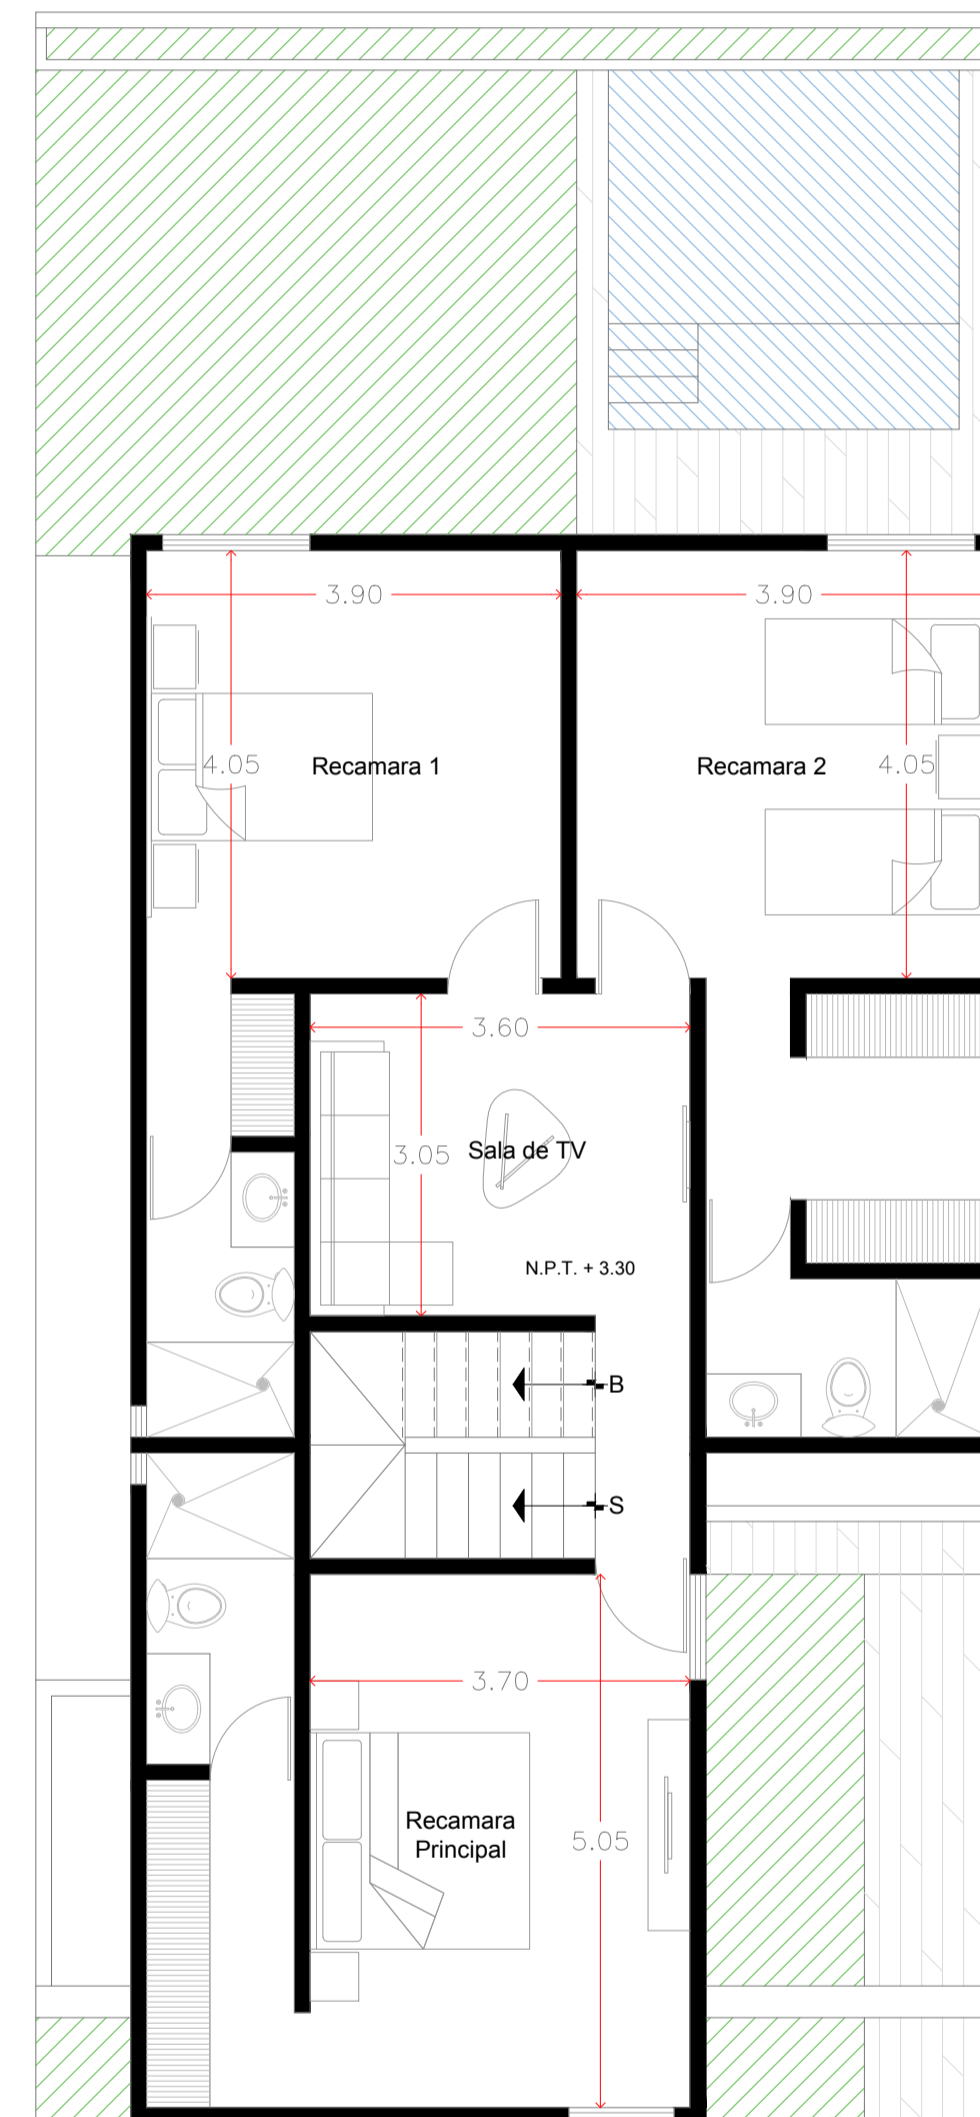 3.90
3.90
4.05
Recamara 1
Recamara 2
4.05
3.60
3.05
Sala de TV
N.P.T. + 3.30
B
S
3.70
Recamara
Principal
5.05